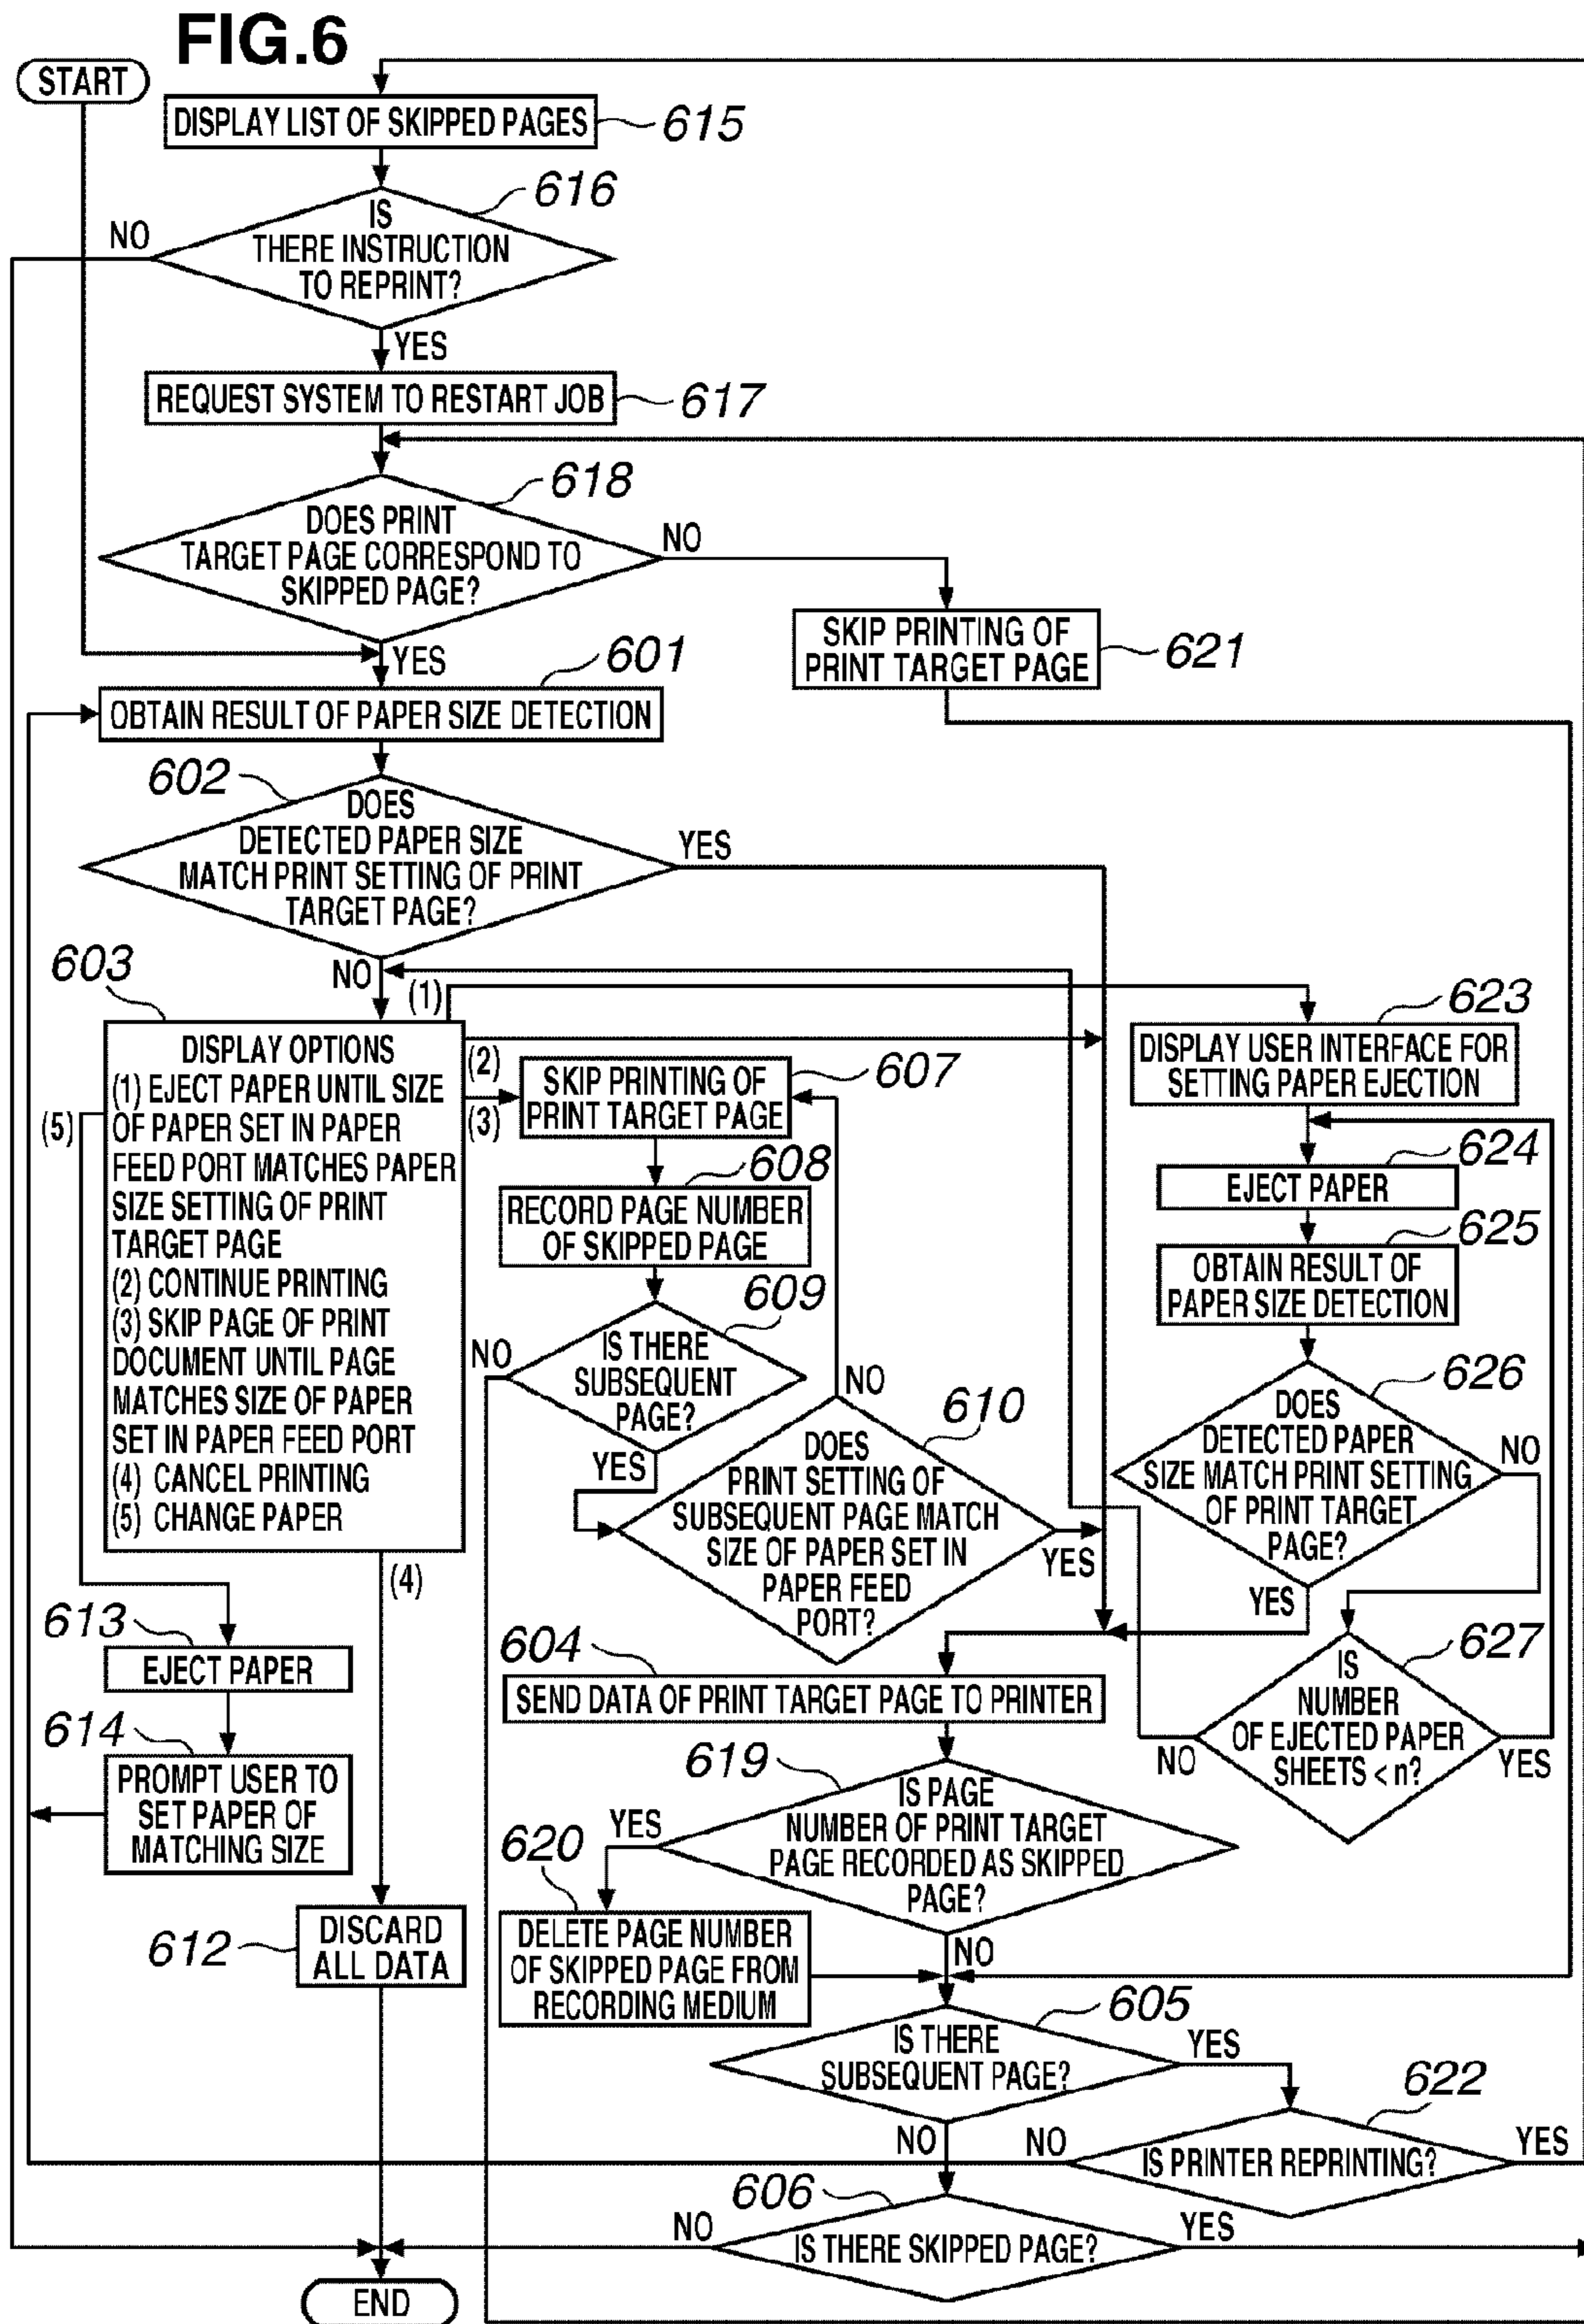 FIG.6
START
DISPLAY LIST OF SKIPPED PAGES
615
616
IS
THERE INSTRUCTION
TO REPRINT?
NO
YES
REQUEST SYSTEM TO RESTART JOB
617
618
DOES PRINT
TARGET PAGE CORRESPOND TO
SKIPPED PAGE?
NO
YES
SKIP PRINTING OF
PRINT TARGET PAGE
621
601
OBTAIN RESULT OF PAPER SIZE DETECTION
602
DOES
DETECTED PAPER SIZE
MATCH PRINT SETTING OF PRINT
TARGET PAGE?
YES
NO
603
(1)
(2)
(3)
(5)
(4)
DISPLAY OPTIONS
(1) EJECT PAPER UNTIL SIZE
OF PAPER SET IN PAPER
FEED PORT MATCHES PAPER
SIZE SETTING OF PRINT
TARGET PAGE
(2) CONTINUE PRINTING
(3) SKIP PAGE OF PRINT
DOCUMENT UNTIL PAGE
MATCHES SIZE OF PAPER
SET IN PAPER FEED PORT
(4) CANCEL PRINTING
(5) CHANGE PAPER
607
SKIP PRINTING OF
PRINT TARGET PAGE
608
RECORD PAGE NUMBER
OF SKIPPED PAGE
609
IS THERE
SUBSEQUENT
PAGE?
NO
YES
610
DOES
PRINT SETTING OF
SUBSEQUENT PAGE MATCH
SIZE OF PAPER SET IN
PAPER FEED
PORT?
NO
YES
623
DISPLAY USER INTERFACE FOR
SETTING PAPER EJECTION
624
EJECT PAPER
625
OBTAIN RESULT OF
PAPER SIZE DETECTION
626
DOES
DETECTED PAPER
SIZE MATCH PRINT SETTING
OF PRINT TARGET
PAGE?
NO
YES
627
IS
NUMBER
OF EJECTED PAPER
SHEETS < n?
NO
YES
613
EJECT PAPER
614
PROMPT USER TO
SET PAPER OF
MATCHING SIZE
612
DISCARD
ALL DATA
604
SEND DATA OF PRINT TARGET PAGE TO PRINTER
619
IS PAGE
NUMBER OF PRINT TARGET
PAGE RECORDED AS SKIPPED
PAGE?
YES
NO
620
DELETE PAGE NUMBER
OF SKIPPED PAGE FROM
RECORDING MEDIUM
605
IS THERE
SUBSEQUENT PAGE?
YES
NO
622
IS PRINTER REPRINTING?
NO
YES
606
IS THERE SKIPPED PAGE?
NO
YES
END